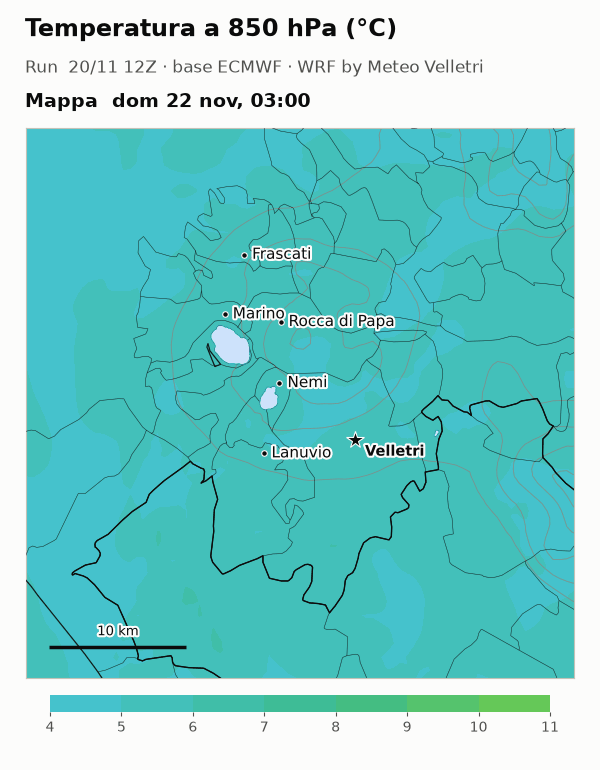 Temperatura a 850 hPa (°C)
Run  20/11 12Z · base ECMWF · WRF by Meteo Velletri
Mappa  dom 22 nov, 03:00
Frascati
Marino
Rocca di Papa
Nemi
Velletri
Lanuvio
10 km
4 5 6 7 8 9 10 11